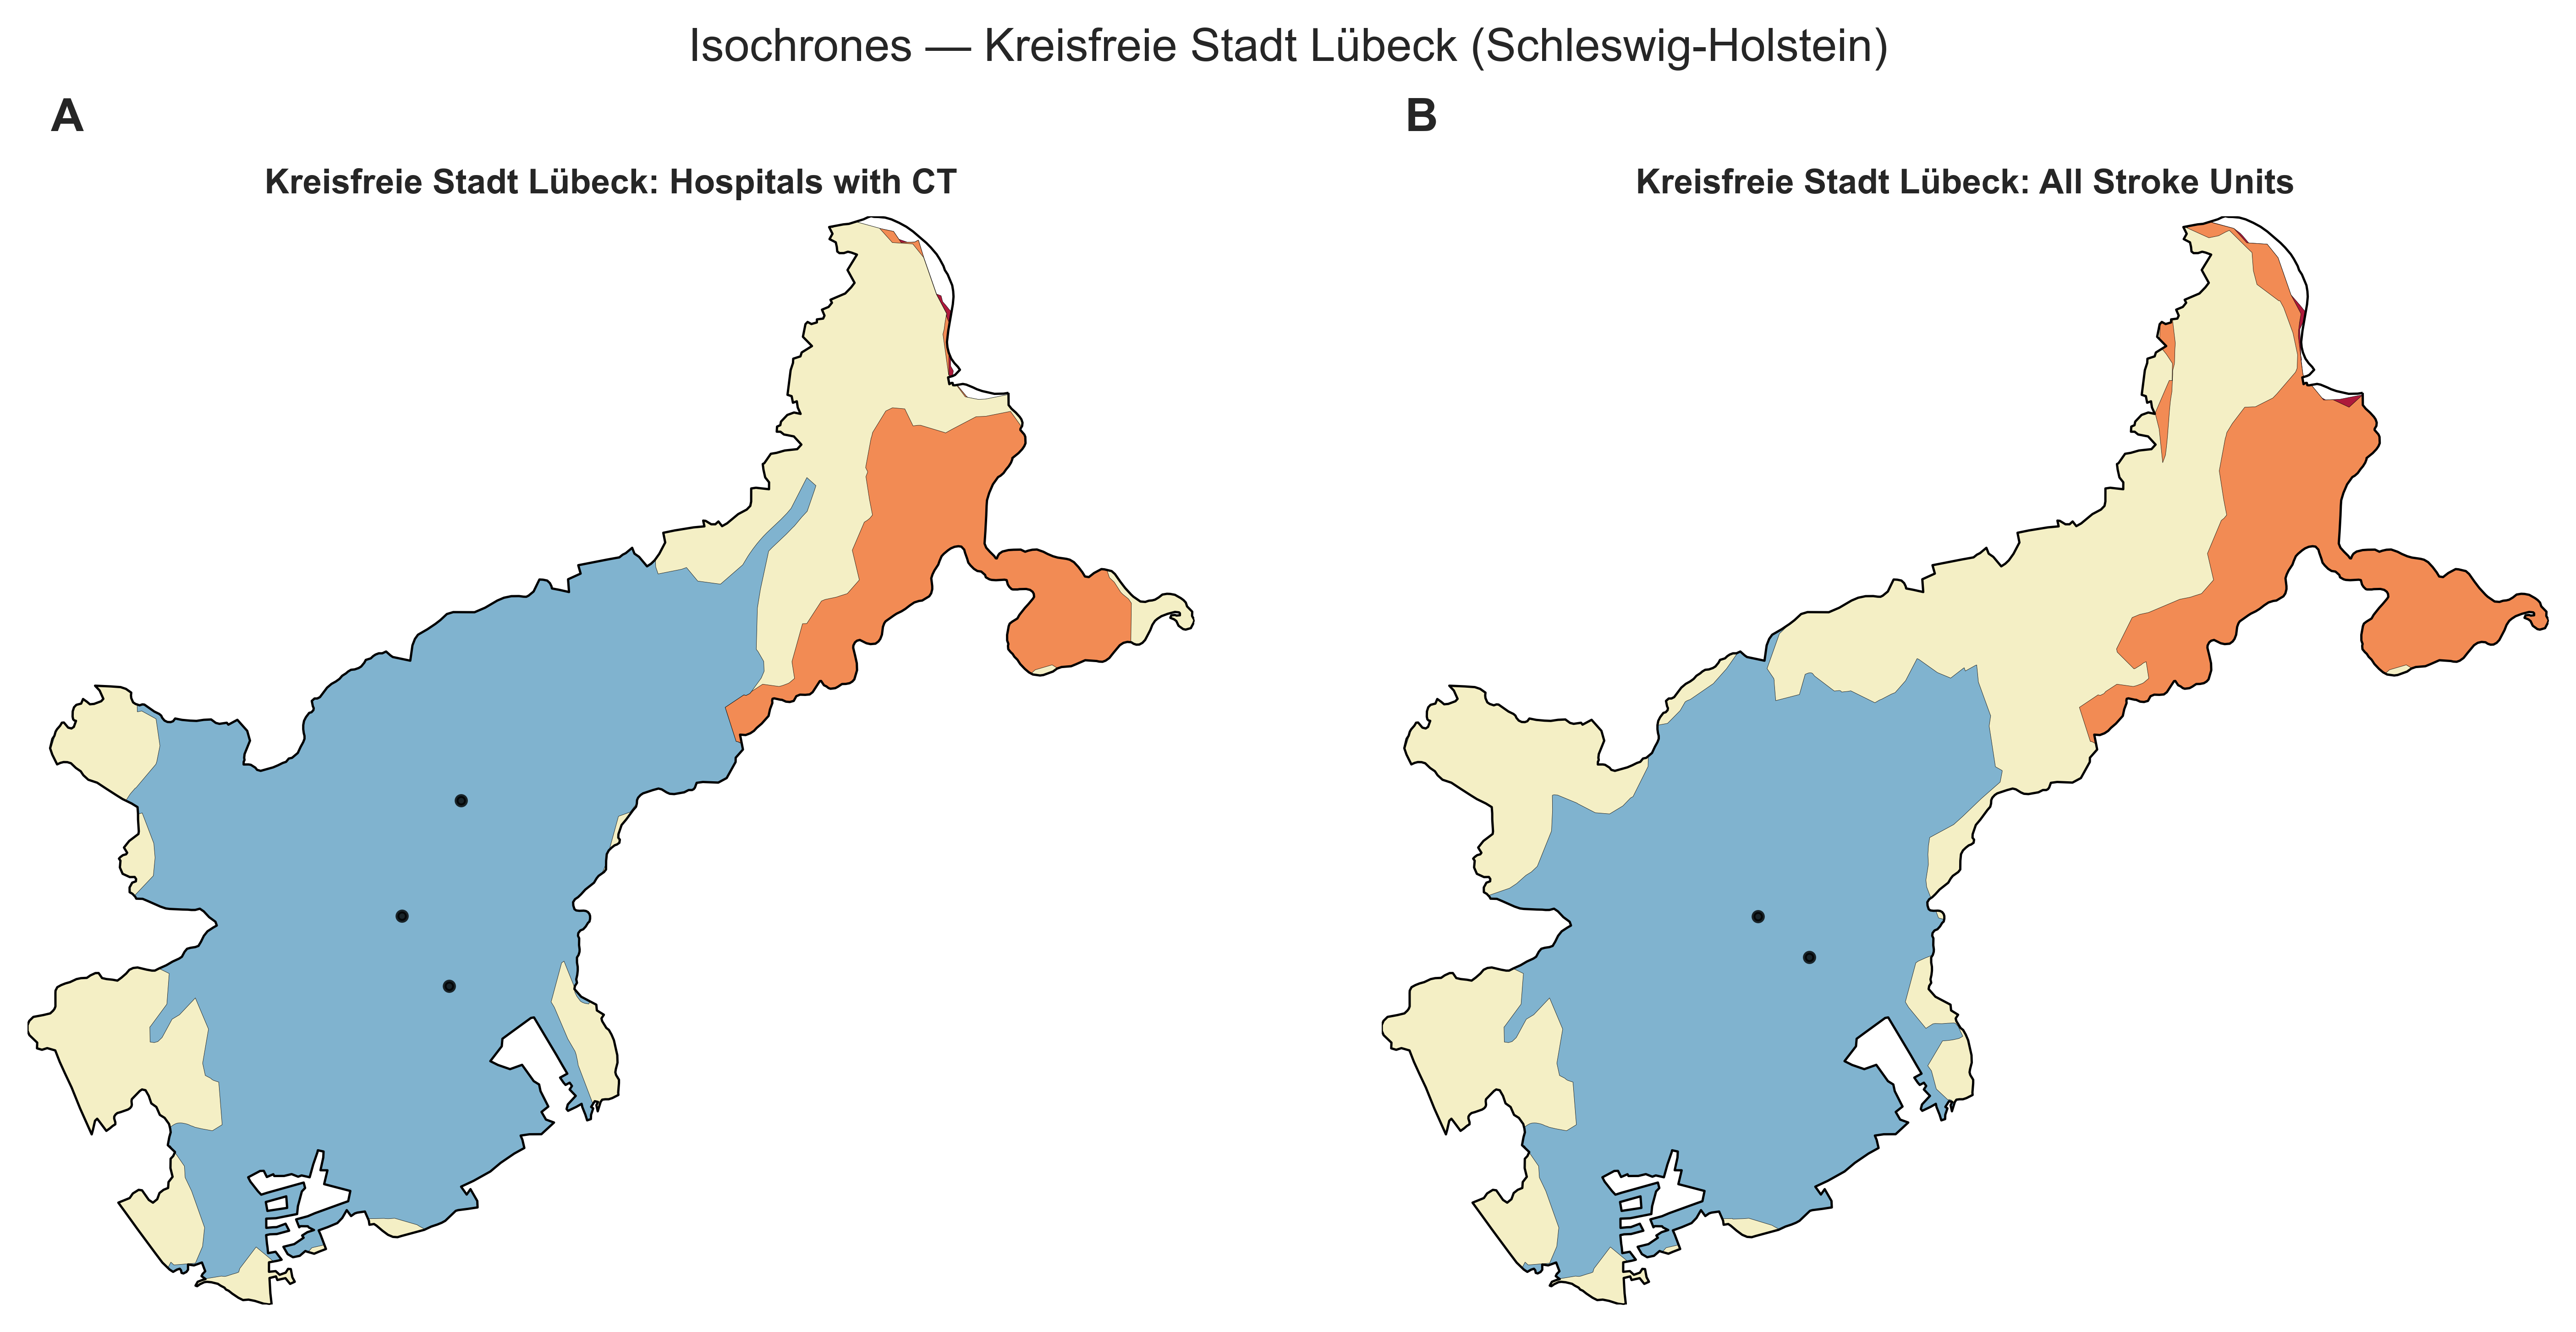 Isochrones — Kreisfreie Stadt Lübeck (Schleswig-Holstein)
A
B
Kreisfreie Stadt Lübeck: Hospitals with CT
Kreisfreie Stadt Lübeck: All Stroke Units